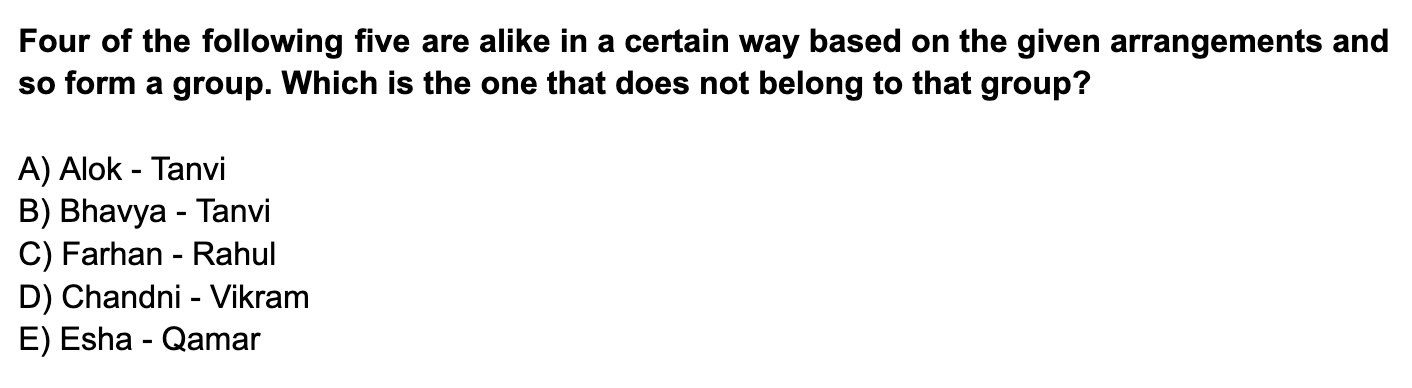 Four of the following five are alike in a certain way based on the given arrangements and
so form a group. Which is the one that does not belong to that group?
A) Alok - Tanvi
B) Bhavya - Tanvi
C) Farhan - Rahul
D) Chandni - Vikram
E) Esha - Qamar